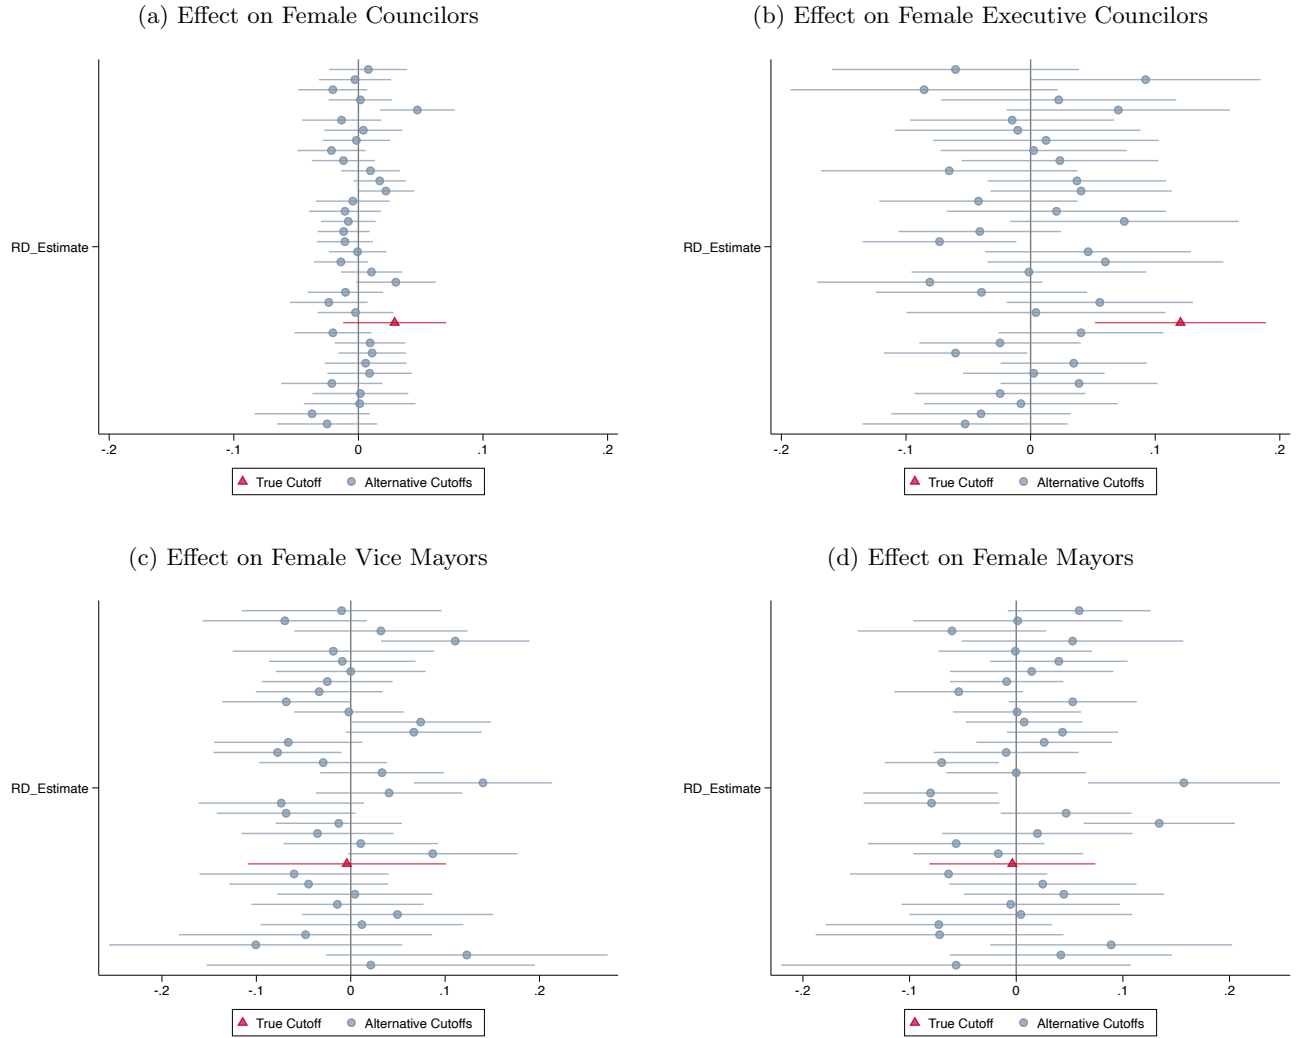 (a) Effect on Female Councilors
RD_Estimate
-.2 -.1 0 .1 .2
True Cutoff Alternative Cutoffs
(b) Effect on Female Executive Councilors
RD_Estimate
-.2 -.1 0 .1 .2
True Cutoff Alternative Cutoffs
(c) Effect on Female Vice Mayors
RD_Estimate
-.2 -.1 0 .1 .2
True Cutoff Alternative Cutoffs
(d) Effect on Female Mayors
RD_Estimate
-.2 -.1 0 .1 .2
True Cutoff Alternative Cutoffs